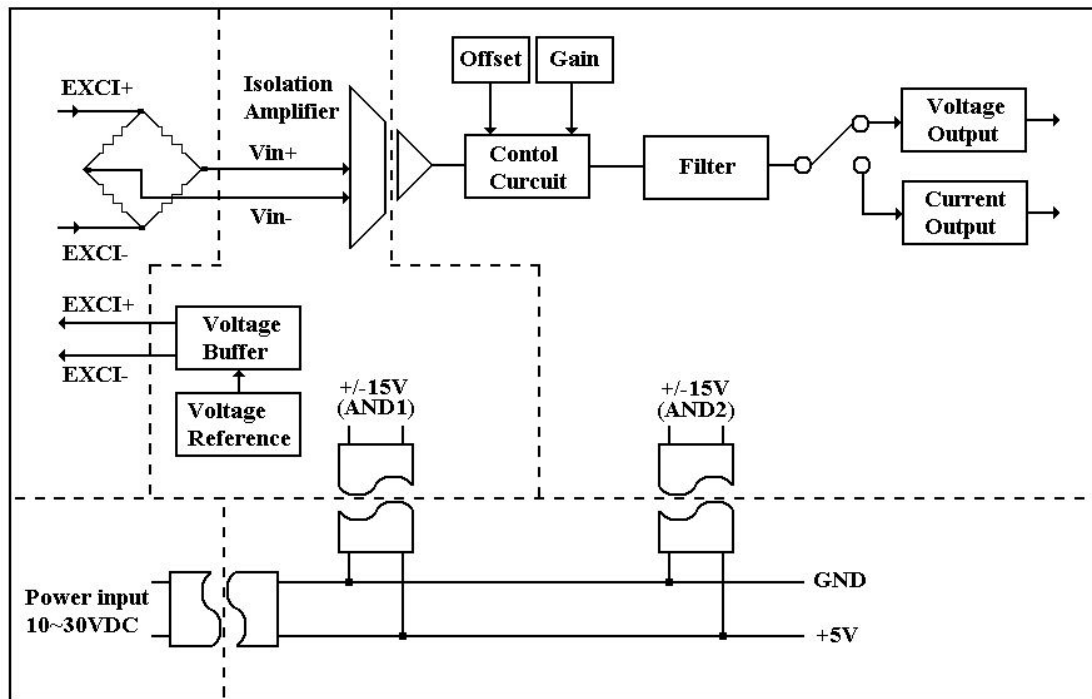 Offset
Gain
EXCI+
Isolation
Amplifier
Voltage
Output
Vin+
Contol
Curcuit
Filter
Vin-
Current
Output
EXCI-
EXCI+
Voltage
Buffer
EXCI-
+/-15V
(AND1)
+/-15V
(AND2)
Voltage
Reference
Power input
10~30VDC
GND
+5V